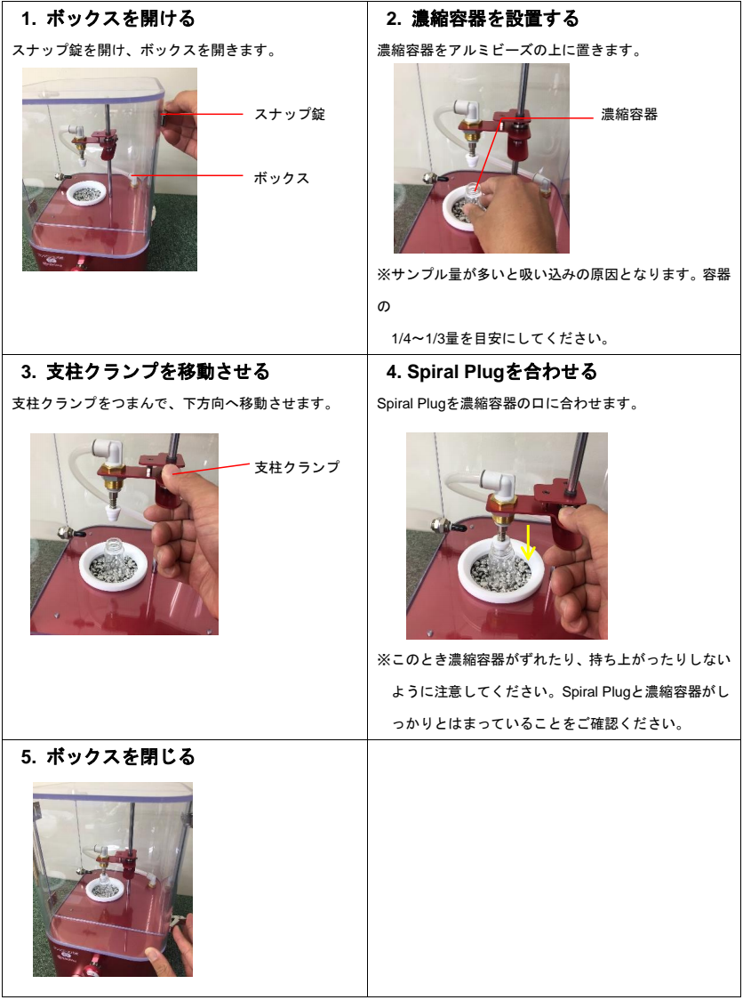 1. ボックスを開ける
スナップ錠を開け、ボックスを開きます。
スナップ錠
ボックス
2. 濃縮容器を設置する
濃縮容器をアルミビーズの上に置きます。
濃縮容器
※サンプル量が多いと吸い込みの原因となります。容器
の
1/4～1/3量を目安にしてください。
3. 支柱クランプを移動させる
支柱クランプをつまんで、下方向へ移動させます。
支柱クランプ
4. Spiral Plugを合わせる
Spiral Plugを濃縮容器の口に合わせます。
※このとき濃縮容器がずれたり、持ち上がったりしない
ように注意してください。Spiral Plugと濃縮容器がし
っかりとはまっていることをご確認ください。
5. ボックスを閉じる